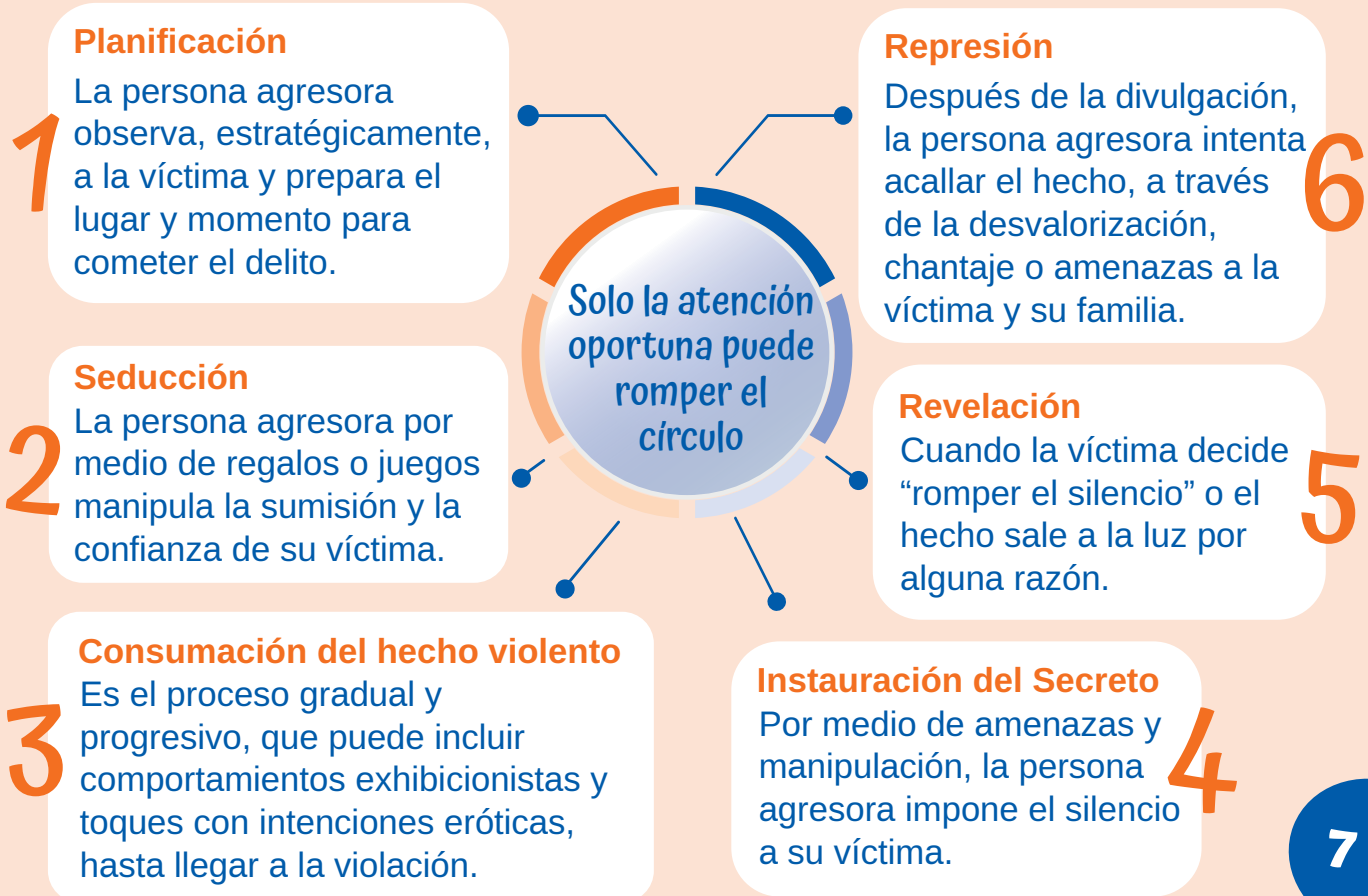 1
Planificación
La persona agresora
observa, estratégicamente,
a la víctima y prepara el
lugar y momento para
cometer el delito.
2
Seducción
La persona agresora por
medio de regalos o juegos
manipula la sumisión y la
confianza de su víctima.
3
Consumación del hecho violento
Es el proceso gradual y
progresivo, que puede incluir
comportamientos exhibicionistas y
toques con intenciones eróticas,
hasta llegar a la violación.
Solo la atención
oportuna puede
romper el
círculo
4
Instauración del Secreto
Por medio de amenazas y
manipulación, la persona
agresora impone el silencio
a su víctima.
5
Revelación
Cuando la víctima decide
“romper el silencio” o el
hecho sale a la luz por
alguna razón.
6
Represión
Después de la divulgación,
la persona agresora intenta
acallar el hecho, a través
de la desvalorización,
chantaje o amenazas a la
víctima y su familia.
7